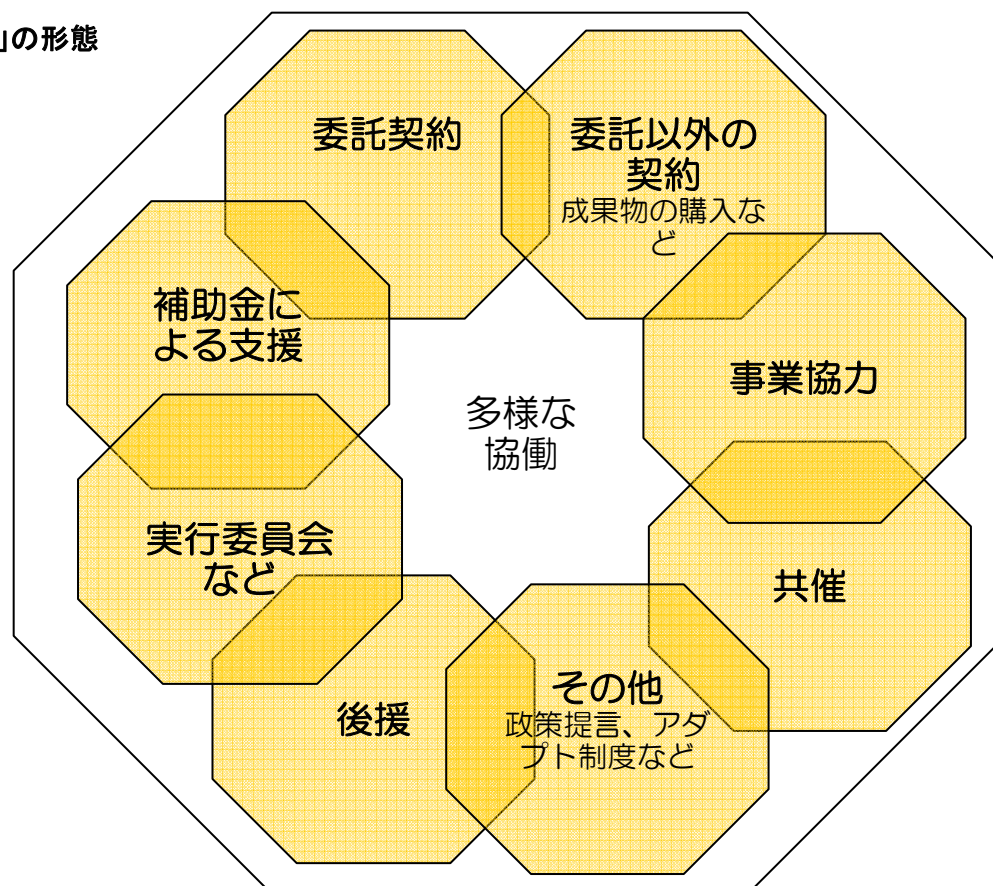 」の形態
委託契約
委託以外の
契約
成果物の購入な
ど
補助金に
よる支援
事業協力
多様な
協働
実行委員会
など
共催
後援
その他
政策提言、アダ
プト制度など